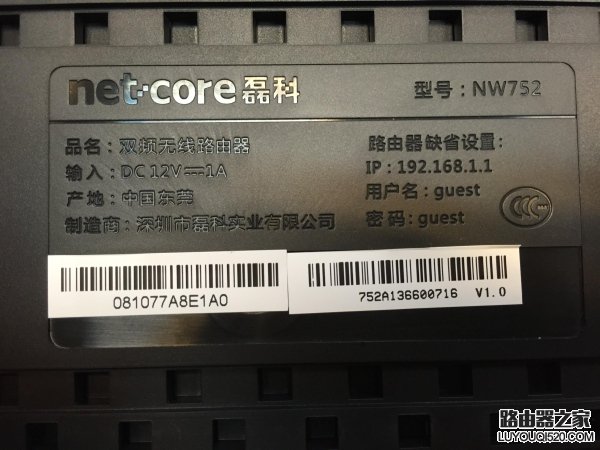 net-core磊科
型号：NW752
品名：双频无线路由器
输入：DC 12V⎓1A
产地：中国东莞
制造商：深圳市磊科实业有限公司
路由器缺省设置：
IP：192.168.1.1
用户名：guest
密码：guest
081077A8E1A0
752A136600716 V1.0
路由器之家
LUYOUQI520.COM